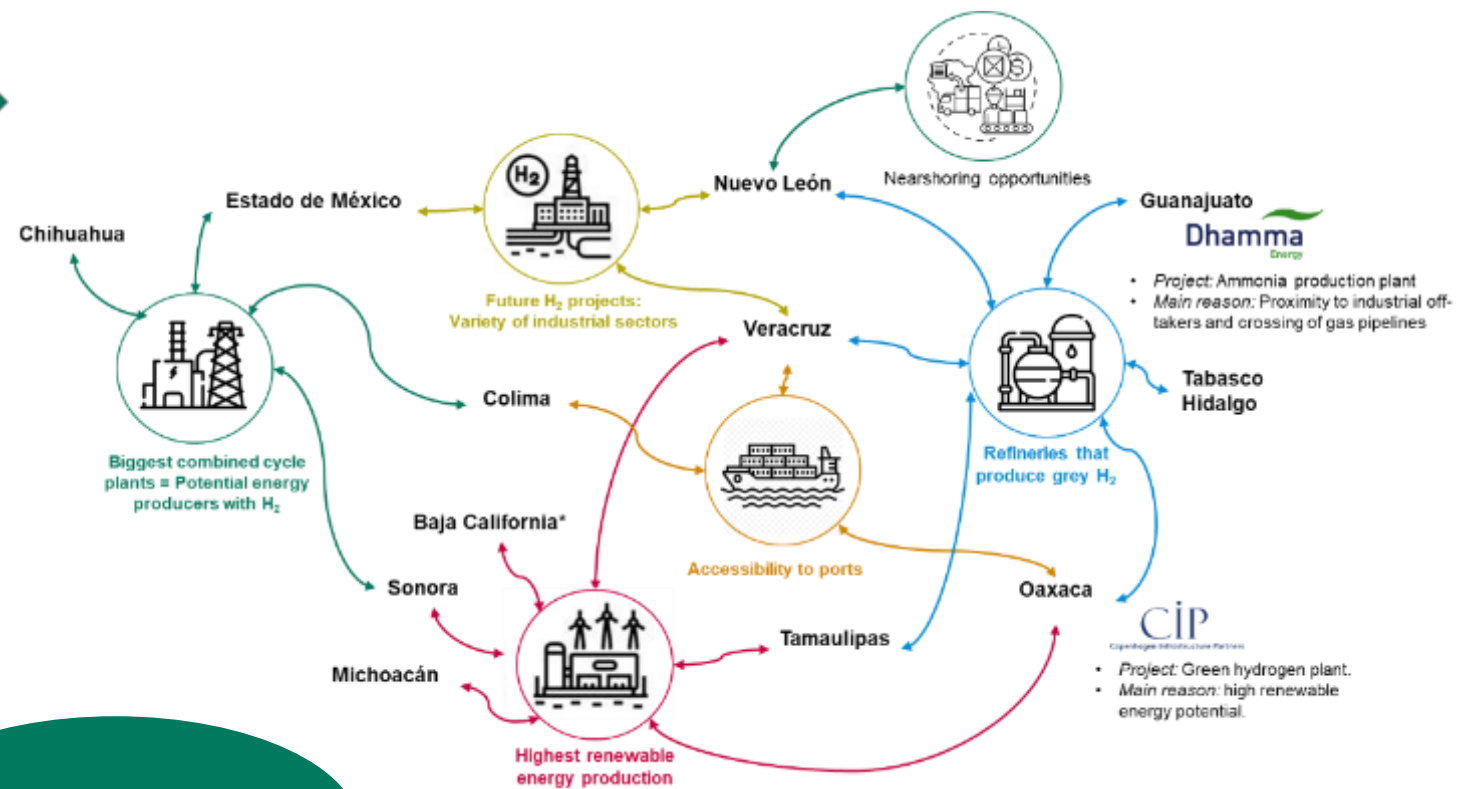 Nearshoring opportunities
H₂
Nuevo León
Estado de México
Chihuahua
Guanajuato
Dhamma
Energy
• Project: Ammonia production plant
• Main reason: Proximity to industrial off-
takers and crossing of gas pipelines
Future H₂ projects:
Variety of industrial sectors
Veracruz
Colima
Tabasco
Hidalgo
Refineries that
produce grey H₂
Biggest combined cycle
plants = Potential energy
producers with H₂
Baja California*
Accessibility to ports
Sonora
Oaxaca
CIP
Copenhagen Infrastructure Partners
Tamaulipas
Michoacán
• Project: Green hydrogen plant.
• Main reason: high renewable
energy potential.
Highest renewable
energy production
$